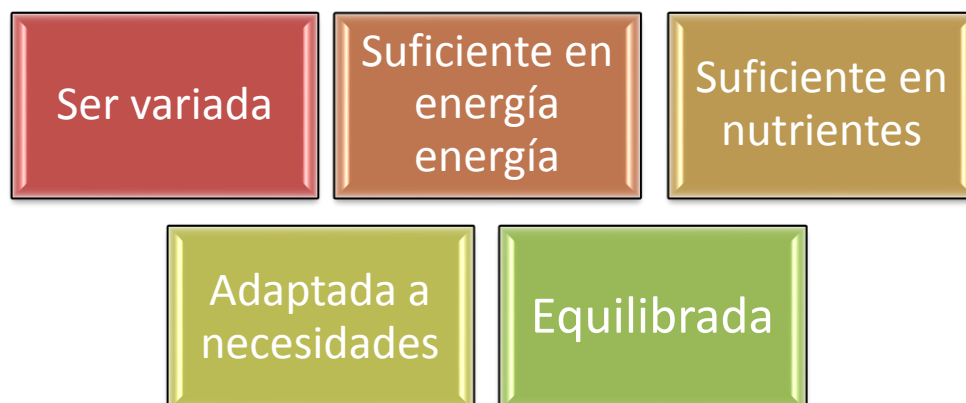 Ser variada
Suficiente en
energía
energía
Suficiente en
nutrientes
Adaptada a
necesidades
Equilibrada